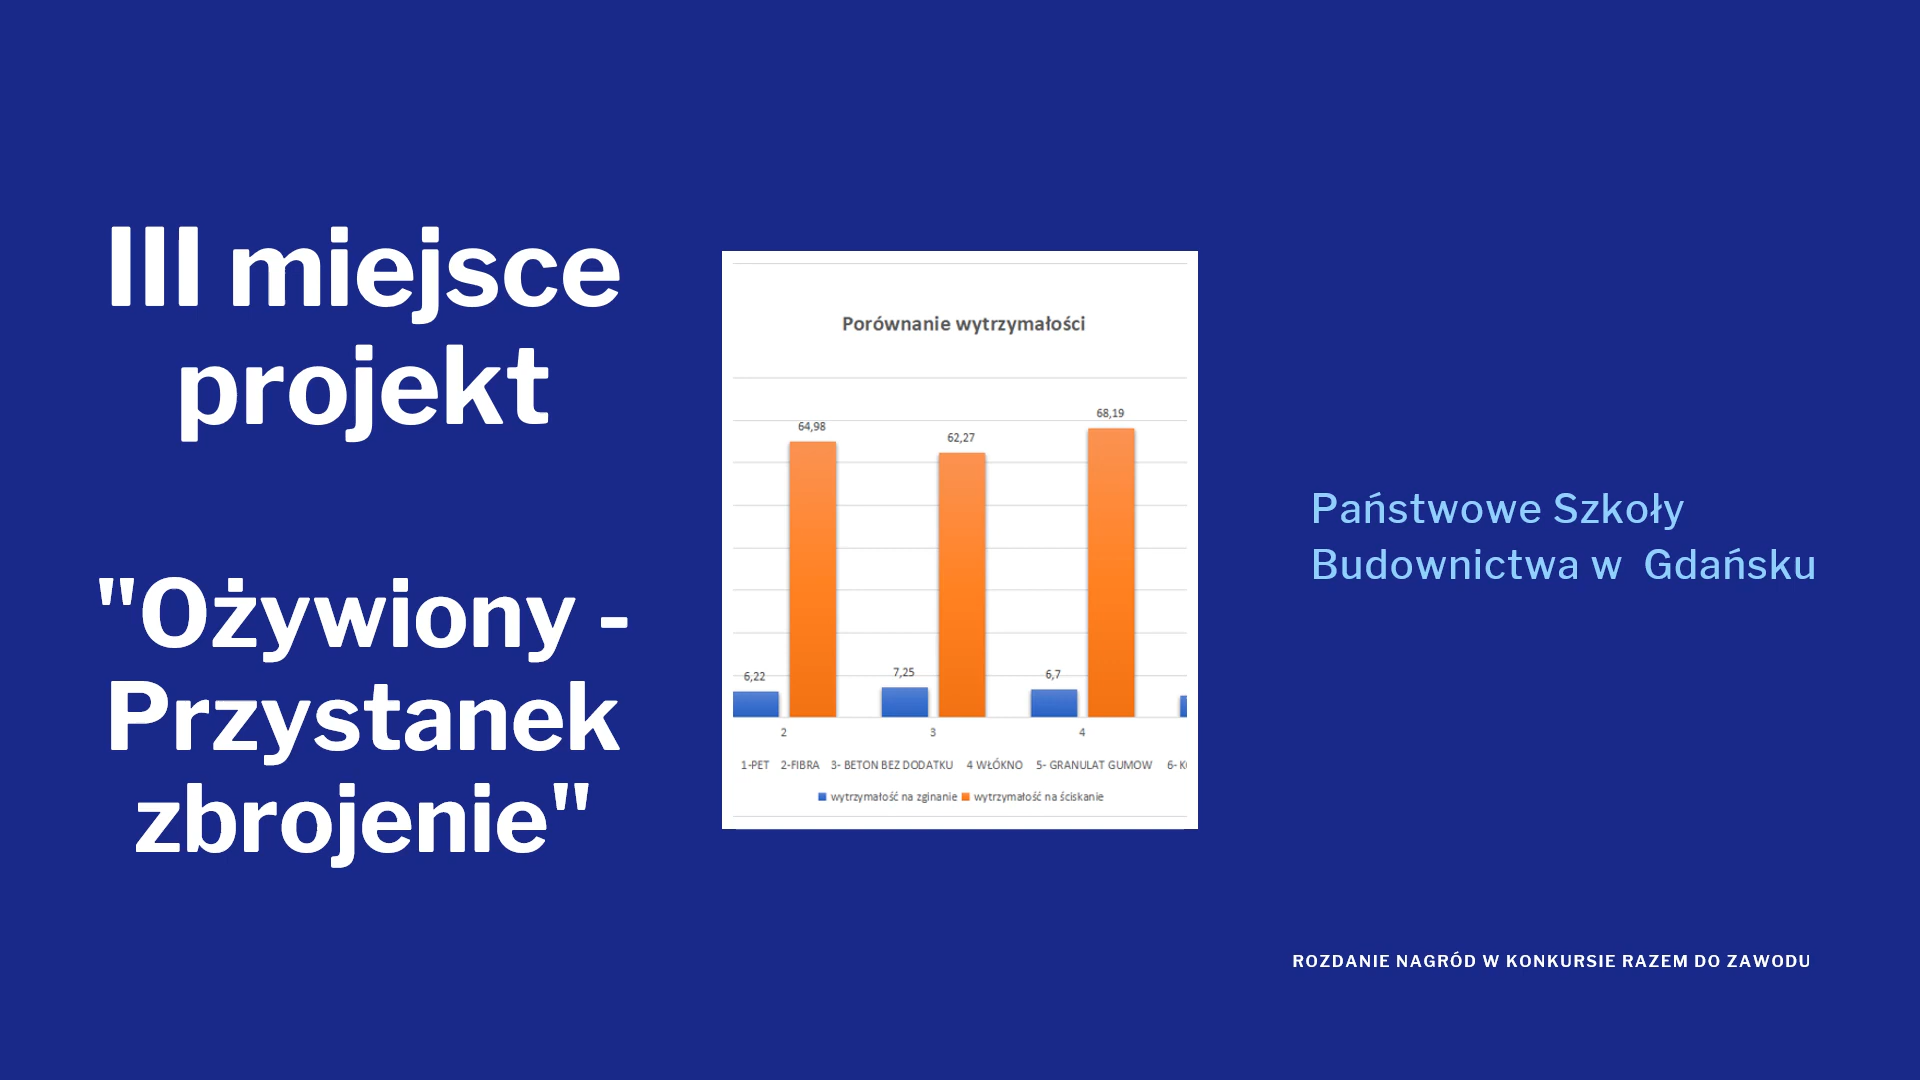 III miejsce
projekt
"Ożywiony -
Przystanek
zbrojenie"
Porównanie wytrzymałości
64,98
62,27
68,19
6,22
7,25
6,7
2
3
4
1-PET 2-FIBRA 3- BETON BEZ DODATKU 4 WŁÓKNO 5- GRANULAT GUMOW 6-
wytrzymałość na zginanie wytrzymałość na ściskanie
Państwowe Szkoły
Budownictwa w Gdańsku
ROZDANIE NAGRÓD W KONKURSIE RAZEM DO ZAWODU